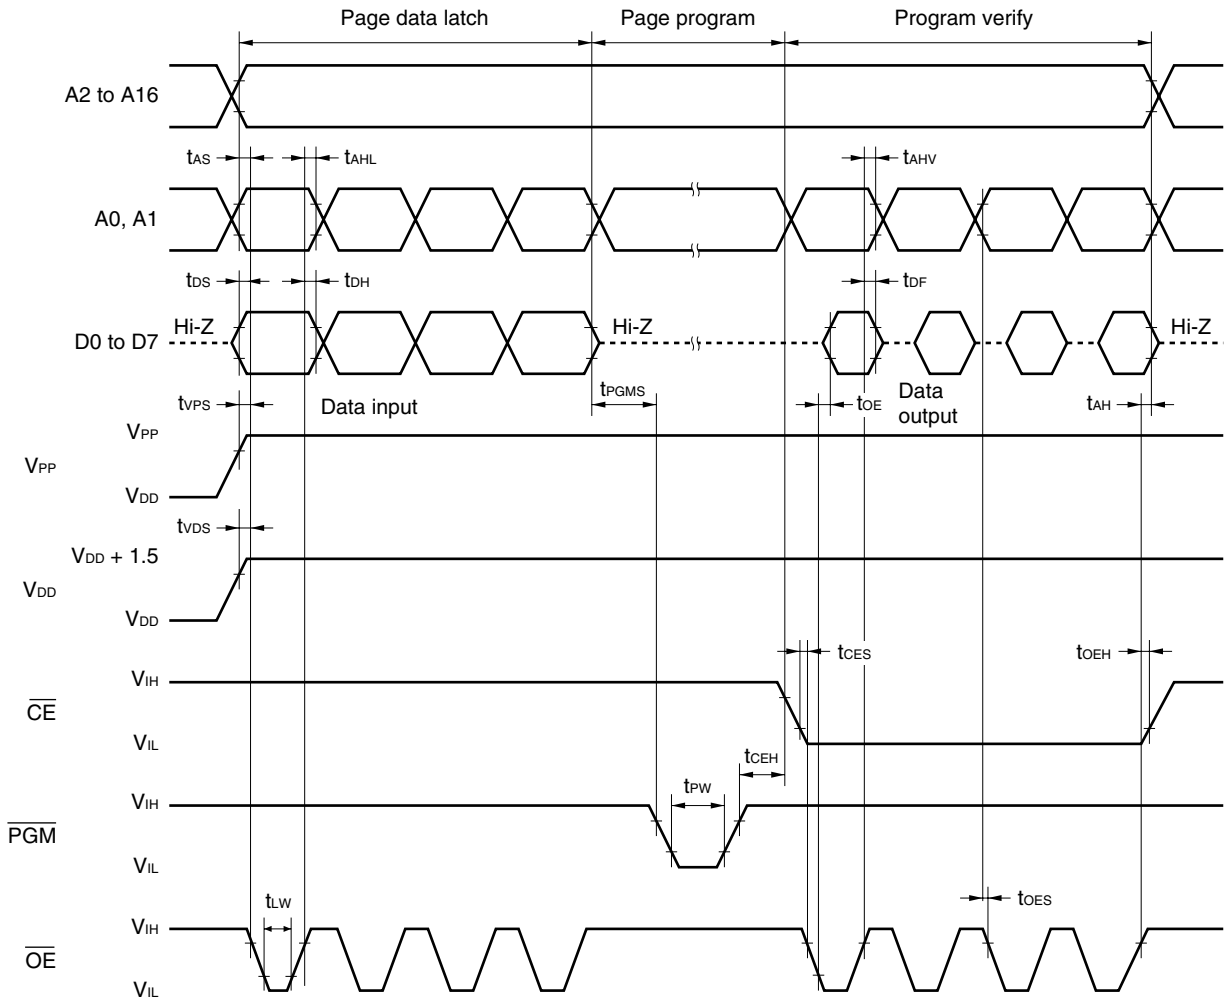 Page data latch Page program Program verify
A2 to A16
tAS tAHL tAHV
A0, A1
tDS tDH tDF
Hi-Z Hi-Z Hi-Z
D0 to D7
tPGMS
tVPS Data input tOE Data output tAH
VPP
VPP
VDD
tVDS
VDD + 1.5
VDD
VDD
tCES tOEH
VIH
CE
VIL
tCEH
tPW
VIH
PGM
VIL
tLW tOES
VIH
OE
VIL